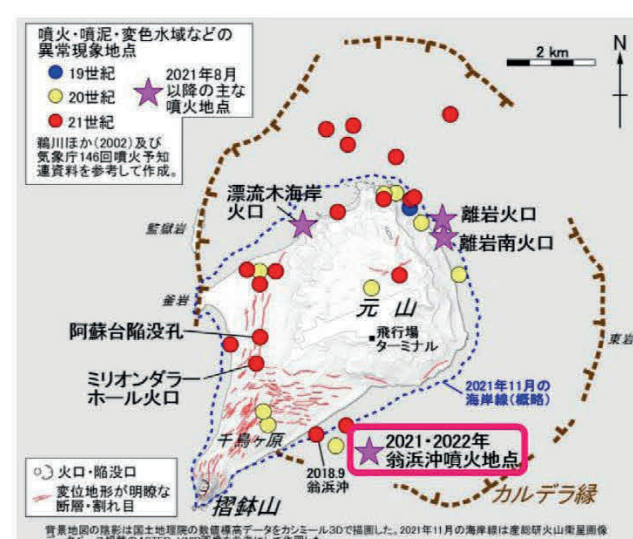 噴火・噴泥・変色水域などの
異常現象地点
19世紀
20世紀
21世紀
2021年8月
以降の主な
噴火地点
鵜川ほか(2002)及び
気象庁146回噴火予知
連資料を参考して作成。
2 km
N
漂流木海岸
火口
離岩火口
離岩南火口
監獄岩
釜岩
元山
飛行場
ターミナル
阿蘇台陥没孔
ミリオンダラー
ホール火口
東岩
2021年11月の
海岸線(概略)
千鳥ヶ原
2018.9
翁浜沖
2021・2022年
翁浜沖噴火地点
カルデラ縁
火口・陥没口
変位地形が明瞭な
断層・割れ目
摺鉢山
背景地図の陰影は国土地理院の数値標高データをカシミール3Dで描画した。2021年11月の海岸線は産総研火山衛星画像